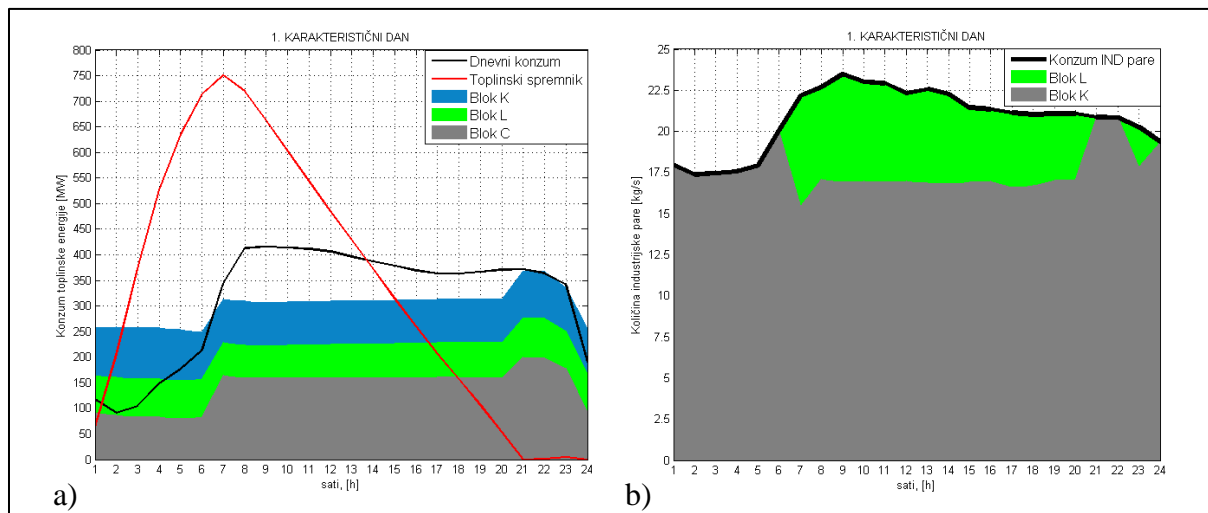 1. KARAKTERISTIČNI DAN
Konzum toplinske energije [MW]
800
750
700
650
600
550
500
450
400
350
300
250
200
150
100
50
0
Dnevni konzum
Toplinski spremnik
Blok K
Blok L
Blok C
1 2 3 4 5 6 7 8 9 10 11 12 13 14 15 16 17 18 19 20 21 22 23 24
sati, [h]
a)
1. KARAKTERISTIČNI DAN
Količina industrijske pare [kg/s]
25
22.5
20
17.5
15
12.5
10
7.5
5
2.5
0
Konzum IND pare
Blok L
Blok K
1 2 3 4 5 6 7 8 9 10 11 12 13 14 15 16 17 18 19 20 21 22 23 24
sati, [h]
b)